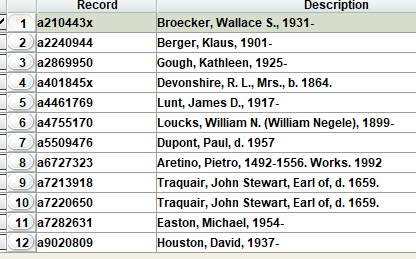 Record Description
1 a210443x Broecker, Wallace S., 1931-
2 a2240944 Berger, Klaus, 1901-
3 a2869950 Gough, Kathleen, 1925-
4 a401845x Devonshire, R. L., Mrs., b. 1864.
5 a4461769 Lunt, James D., 1917-
6 a4755170 Loucks, William N. (William Negele), 1899-
7 a5509476 Dupont, Paul, d. 1957
8 a6727323 Aretino, Pietro, 1492-1556. Works. 1992
9 a7213918 Traquair, John Stewart, Earl of, d. 1659.
10 a7220650 Traquair, John Stewart, Earl of, d. 1659.
11 a7282631 Easton, Michael, 1954-
12 a9020809 Houston, David, 1937-